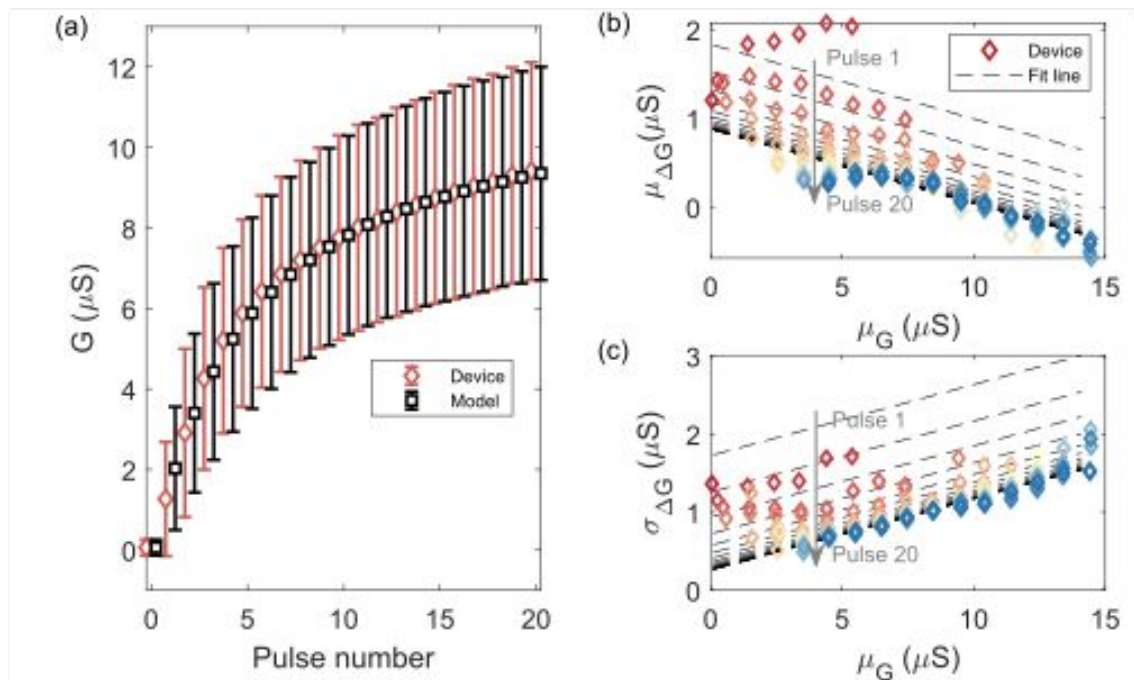 (a)
G (μS)
12
10
8
6
4
2
0
Device
Model
0
5
10
15
20
Pulse number
(b)
μΔG (μS)
2
1
0
Pulse 1
Pulse 20
Device
Fit line
0
5
10
15
μG (μS)
(c)
σΔG (μS)
3
2
1
0
Pulse 1
Pulse 20
0
5
10
15
μG (μS)